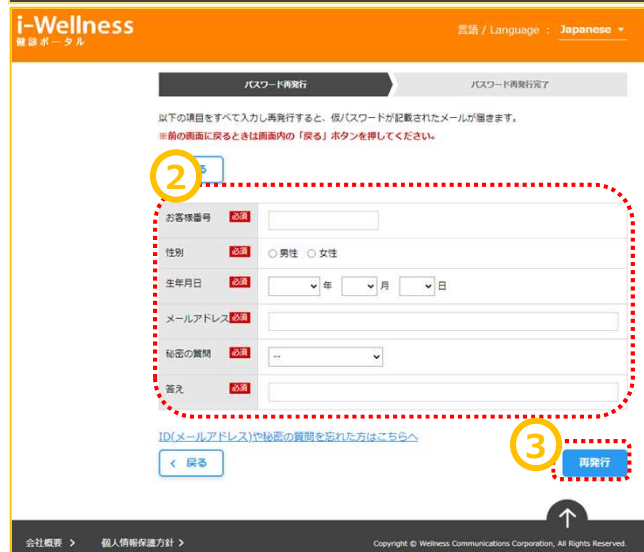 i-Wellness
健診ポータル
言語 / Language : Japanese
パスワード再発行
パスワード再発行完了
以下の項目をすべて入力し再発行すると、仮パスワードが記載されたメールが届きます。
※前の画面に戻るときは画面内の「戻る」ボタンを押してください。
②
お客様番号 必須
性別 必須 男性 女性
生年月日 必須 年 月 日
メールアドレス 必須
秘密の質問 必須 --
答え 必須
ID(メールアドレス)や秘密の質問を忘れた方はこちらへ
③
< 戻る
再発行
会社概要 > 個人情報保護方針 >
Copyright © Wellness Communications Corporation, All Rights Reserved.